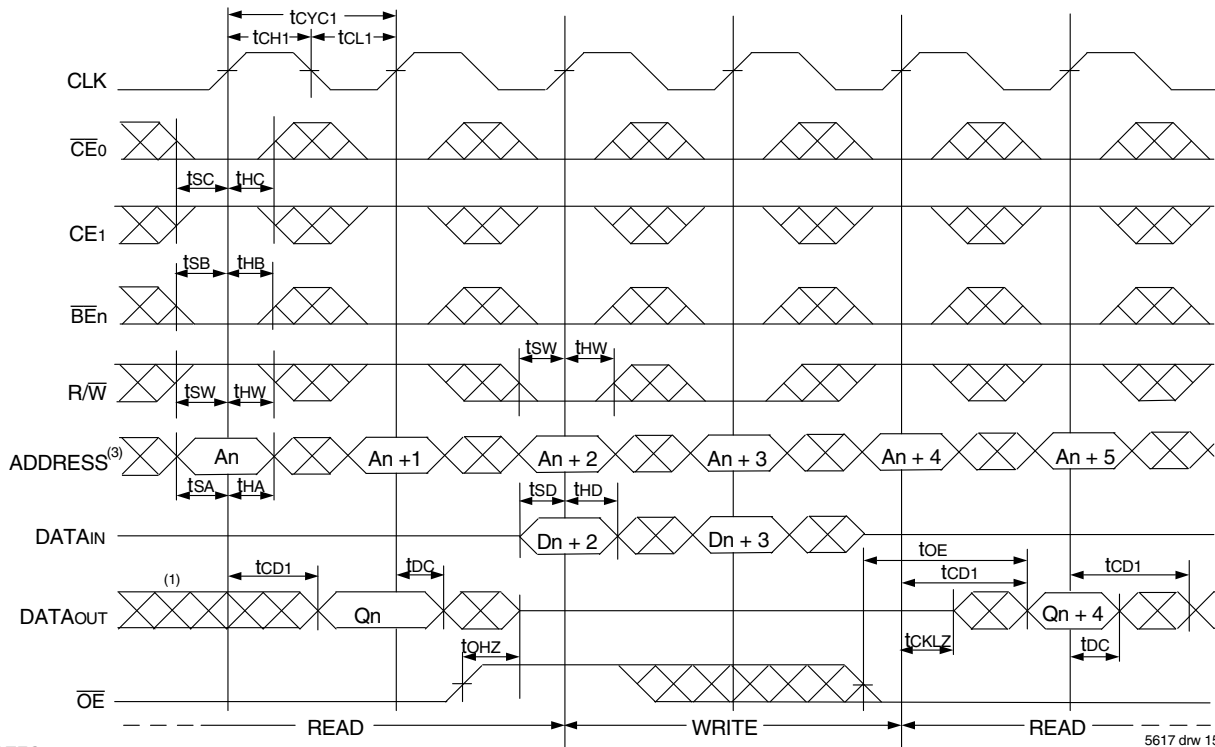 tCYC1
tCH1 tCL1
CLK
CE0
tSC tHC
CE1
tSB tHB
BEn
tSW tHW
R/W
tSW tHW
ADDRESS(3) An An +1 An + 2 An + 3 An + 4 An + 5
tSA tHA tSD tHD
DATAIN Dn + 2 Dn + 3
tOE
(1) tCD1 tDC tCD1 tCD1
DATAOUT Qn Qn + 4
tOHZ tCKLZ tDC
OE
READ WRITE READ
5617 drw 15